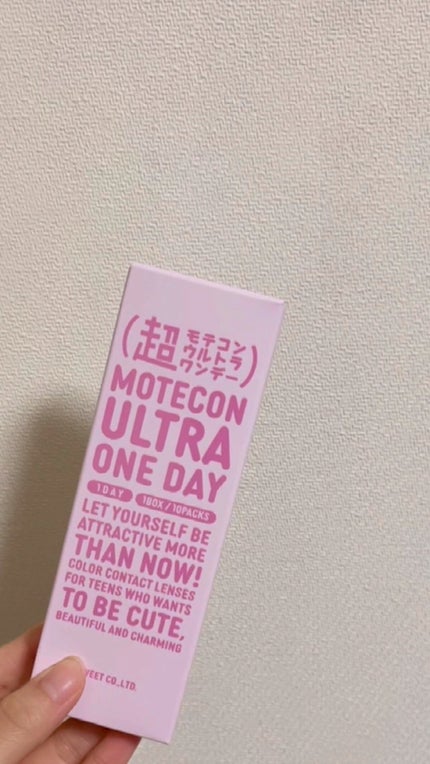 (超 モテコン
ウルトラ
ワンデー)
MOTECON
ULTRA
ONE DAY
1DAY 1BOX/10PACKS
LET YOURSELF BE
ATTRACTIVE MORE
THAN NOW!
COLOR CONTACT LENSES
FOR TEENS WHO WANTS
TO BE CUTE,
BEAUTIFUL AND CHARMING
CO.,LTD.